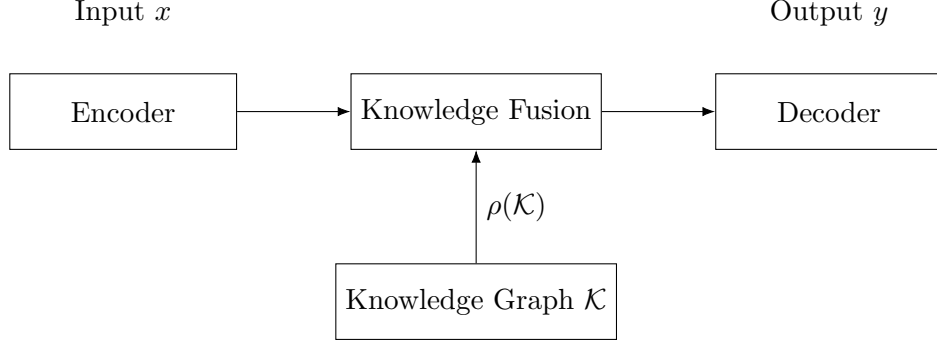 Input x
Output y
Encoder
Knowledge Fusion
Decoder
ρ(𝒦)
Knowledge Graph 𝒦